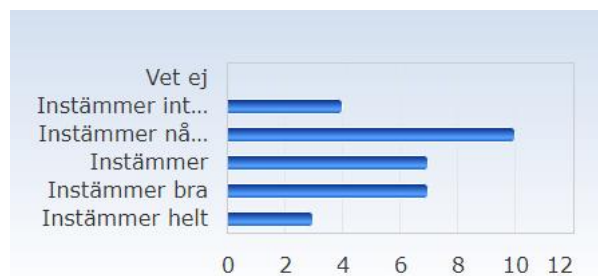 Vet ej
Instämmer int...
Instämmer nå...
Instämmer
Instämmer bra
Instämmer helt
0 2 4 6 8 10 12